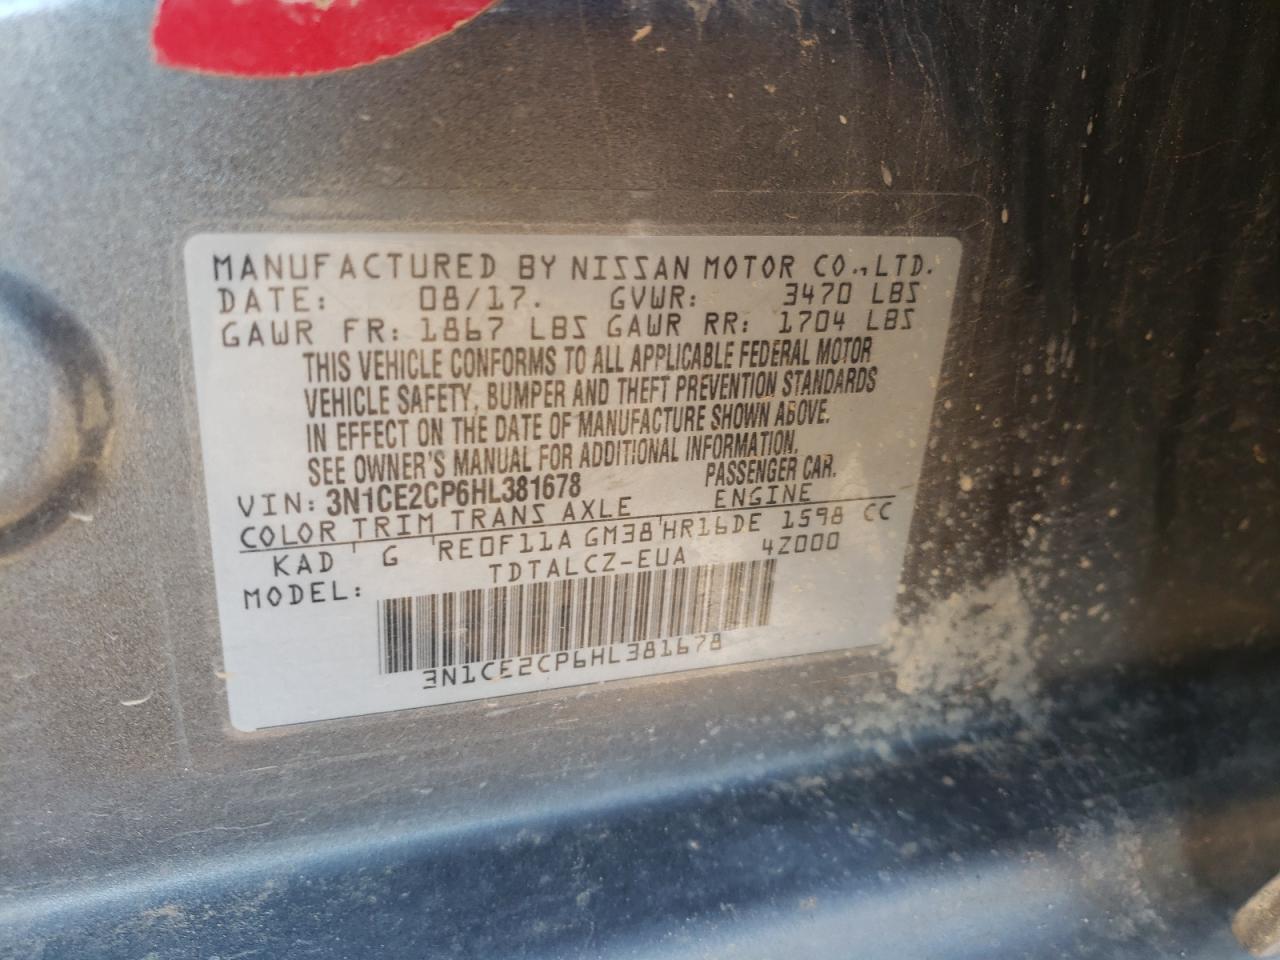 MANUFACTURED BY NISSAN MOTOR CO., LTD.
DATE: 08/17. GVWR: 3470 LBS
GAWR FR: 1867 LBS GAWR RR: 1704 LBS
THIS VEHICLE CONFORMS TO ALL APPLICABLE FEDERAL MOTOR
VEHICLE SAFETY, BUMPER AND THEFT PREVENTION STANDARDS
IN EFFECT ON THE DATE OF MANUFACTURE SHOWN ABOVE.
SEE OWNER'S MANUAL FOR ADDITIONAL INFORMATION.
VIN: 3N1CE2CP6HL381678 PASSENGER CAR.
COLOR TRIM TRANS AXLE ENGINE
KAD G RE0F11A GM38 HR16DE 1598 CC
MODEL: TDTALCZ-EUA 4Z000
3N1CE2CP6HL381678